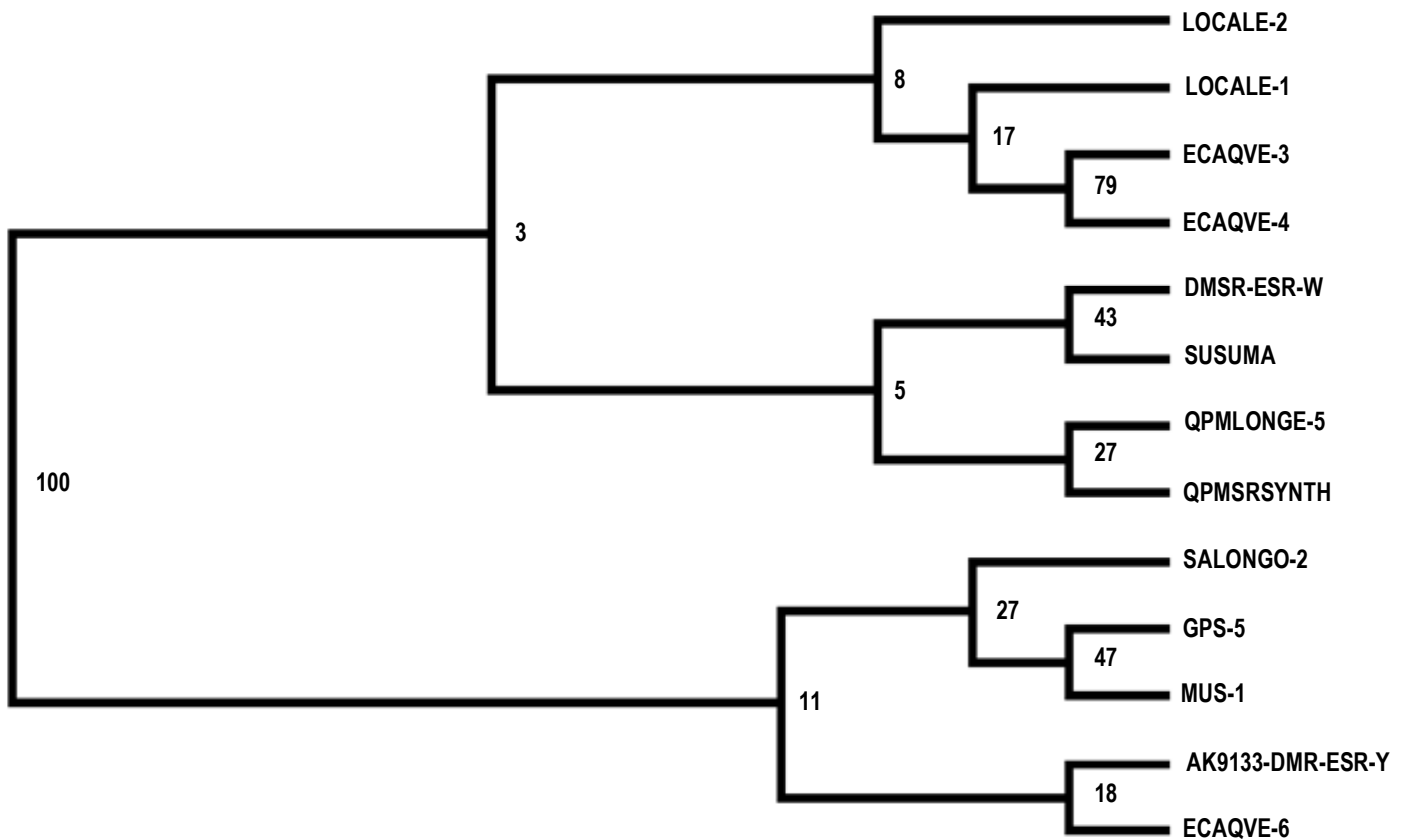 LOCALE-2
8
LOCALE-1
17
ECAQVE-3
79
ECAQVE-4
3
DMSR-ESR-W
43
SUSUMA
5
QPMLONGE-5
27
QPMSRSYNTH
100
SALONGO-2
27
GPS-5
47
MUS-1
11
AK9133-DMR-ESR-Y
18
ECAQVE-6